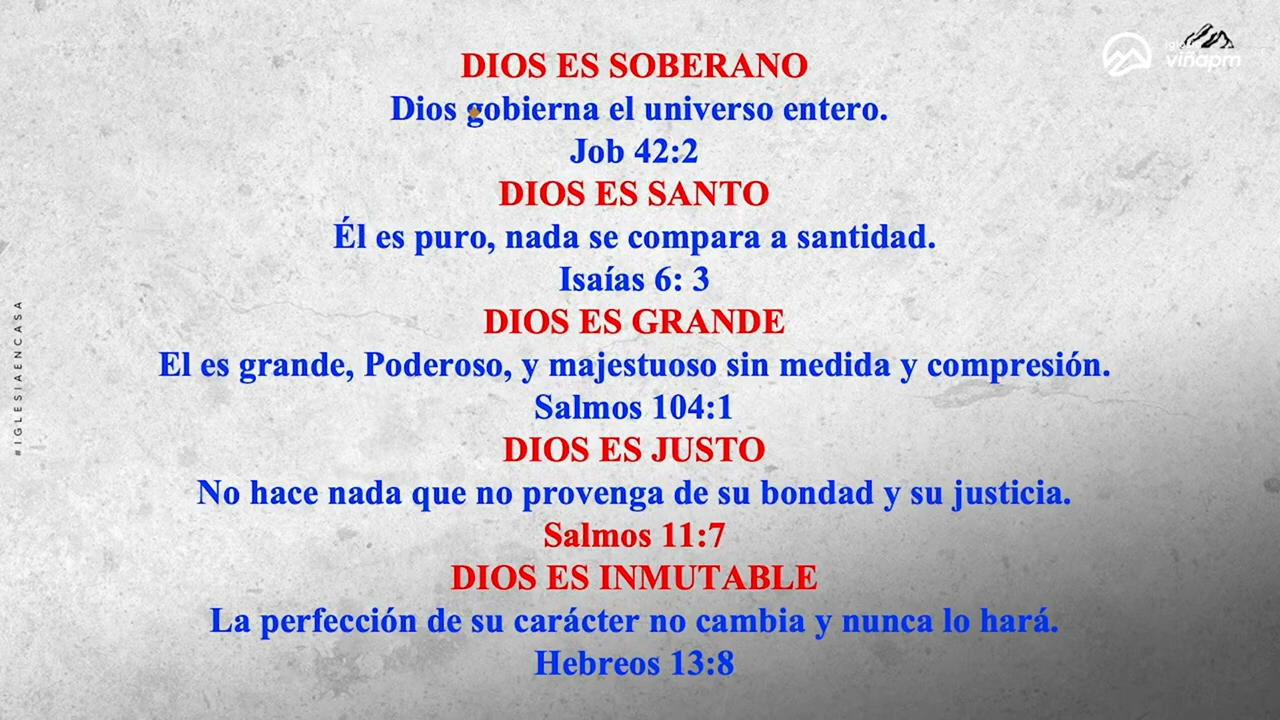 DIOS ES SOBERANO
Dios gobierna el universo entero.
Job 42:2
DIOS ES SANTO
Él es puro, nada se compara a santidad.
Isaías 6: 3
DIOS ES GRANDE
El es grande, Poderoso, y majestuoso sin medida y compresión.
Salmos 104:1
DIOS ES JUSTO
No hace nada que no provenga de su bondad y su justicia.
Salmos 11:7
DIOS ES INMUTABLE
La perfección de su carácter no cambia y nunca lo hará.
Hebreos 13:8
#IGLESIAENCASA
viñapm